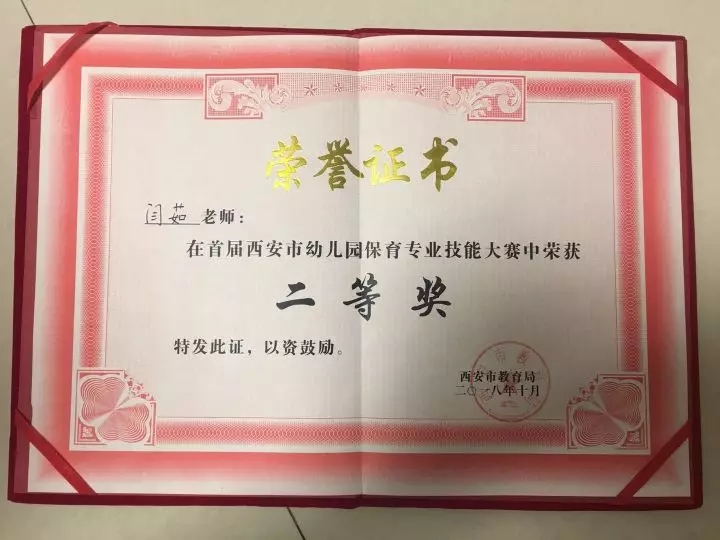 荣誉证书
闫茹老师：
在首届西安市幼儿园保育专业技能大赛中荣获
二等奖
特发此证，以资鼓励。
西安市教育局
二〇一八年十月